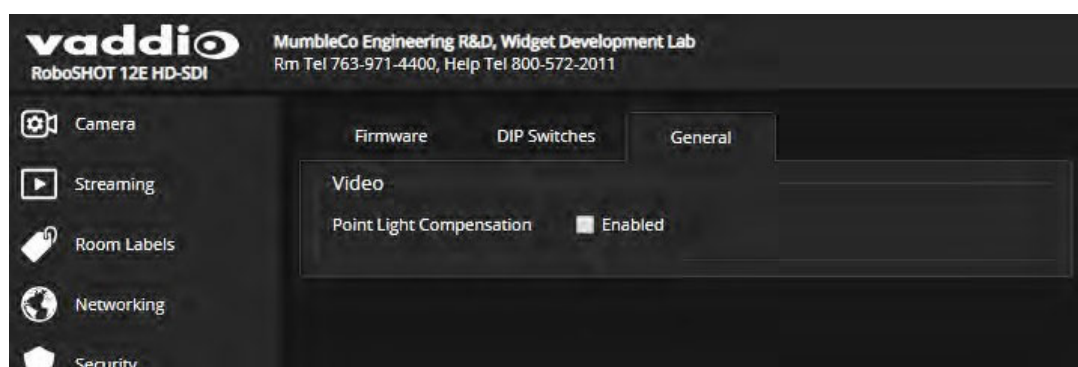 vaddio
RoboSHOT 12E HD-SDI
MumbleCo Engineering R&D, Widget Development Lab
Rm Tel 763-971-4400, Help Tel 800-572-2011
Camera
Streaming
Room Labels
Networking
Security
Firmware
DIP Switches
General
Video
Point Light Compensation
Enabled